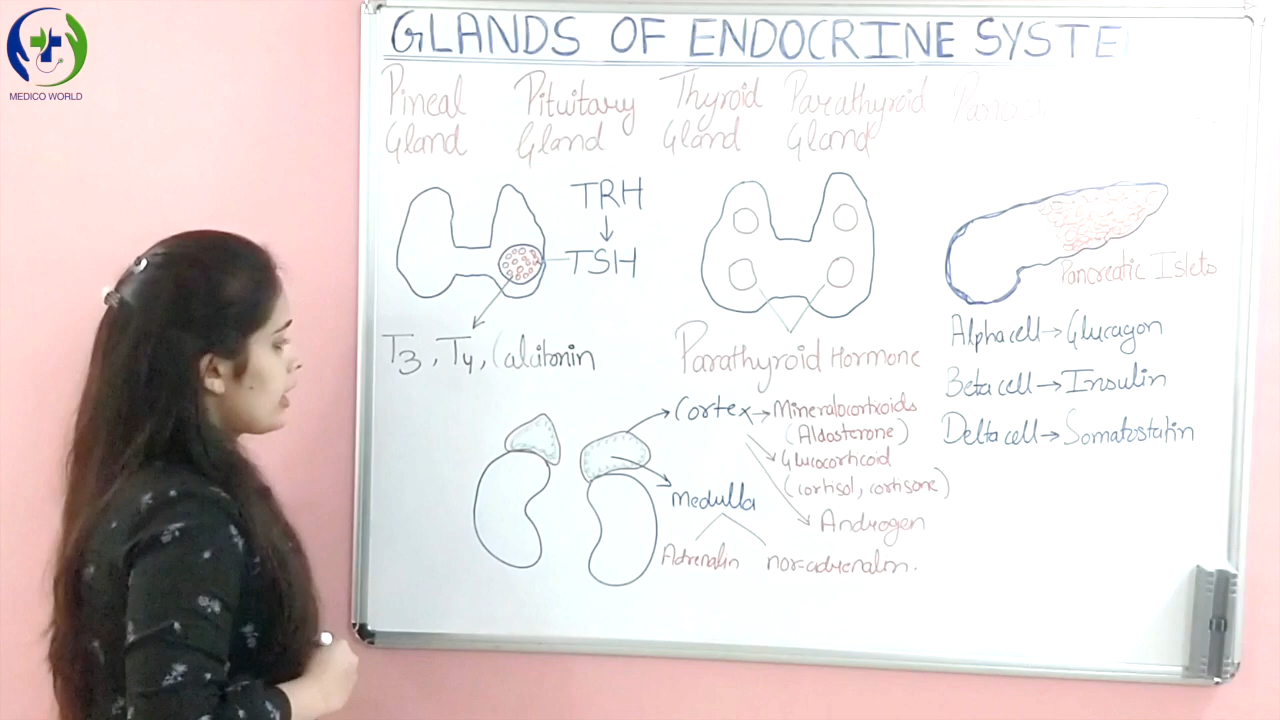 MEDICO WORLD
GLANDS OF ENDOCRINE SYSTE
Pineal Gland
Pituitary Gland
Thyroid Gland
Parathyroid Gland
TRH
TSH
T3, T4, Calcitonin
Parathyroid Hormone
Pancreatic Islets
Alpha cell → Glucagon
Beta cell → Insulin
Delta cell → Somatostatin
Cortex → Mineralocorticoids
(Aldosterone)
Glucocorticoid
(cortisol, cortisone)
Androgen
Medulla
Adrenalin nor-adrenalin.